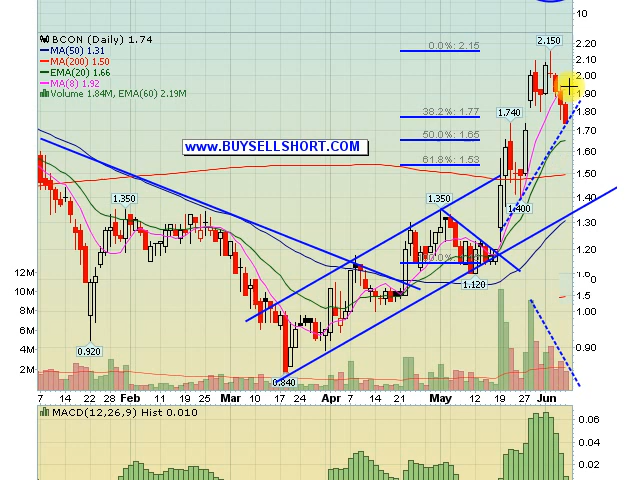 10
BCON (Daily) 1.74
MA(50) 1.31
MA(200) 1.50
EMA(20) 1.66
MA(8) 1.92
Volume 1.84M, EMA(60) 2.19M
www.BUYSELLSHORT.com
0.0%: 2.15
38.2%: 1.77
50.0%: 1.65
61.8%: 1.53
2.150
1.740
1.400
1.350
1.350
1.120
0.920
0.840
2.20
2.10
2.00
1.90
1.80
1.70
1.60
1.50
1.40
1.30
1.20
1.00
0.90
12M
10M
8M
6M
4M
2M
7 14 22 28 Feb 11 19 25 Mar 10 17 24 Apr 7 14 21 May 12 19 27 Jun
MACD(12,26,9) Hist 0.010
0.06
0.04
0.02